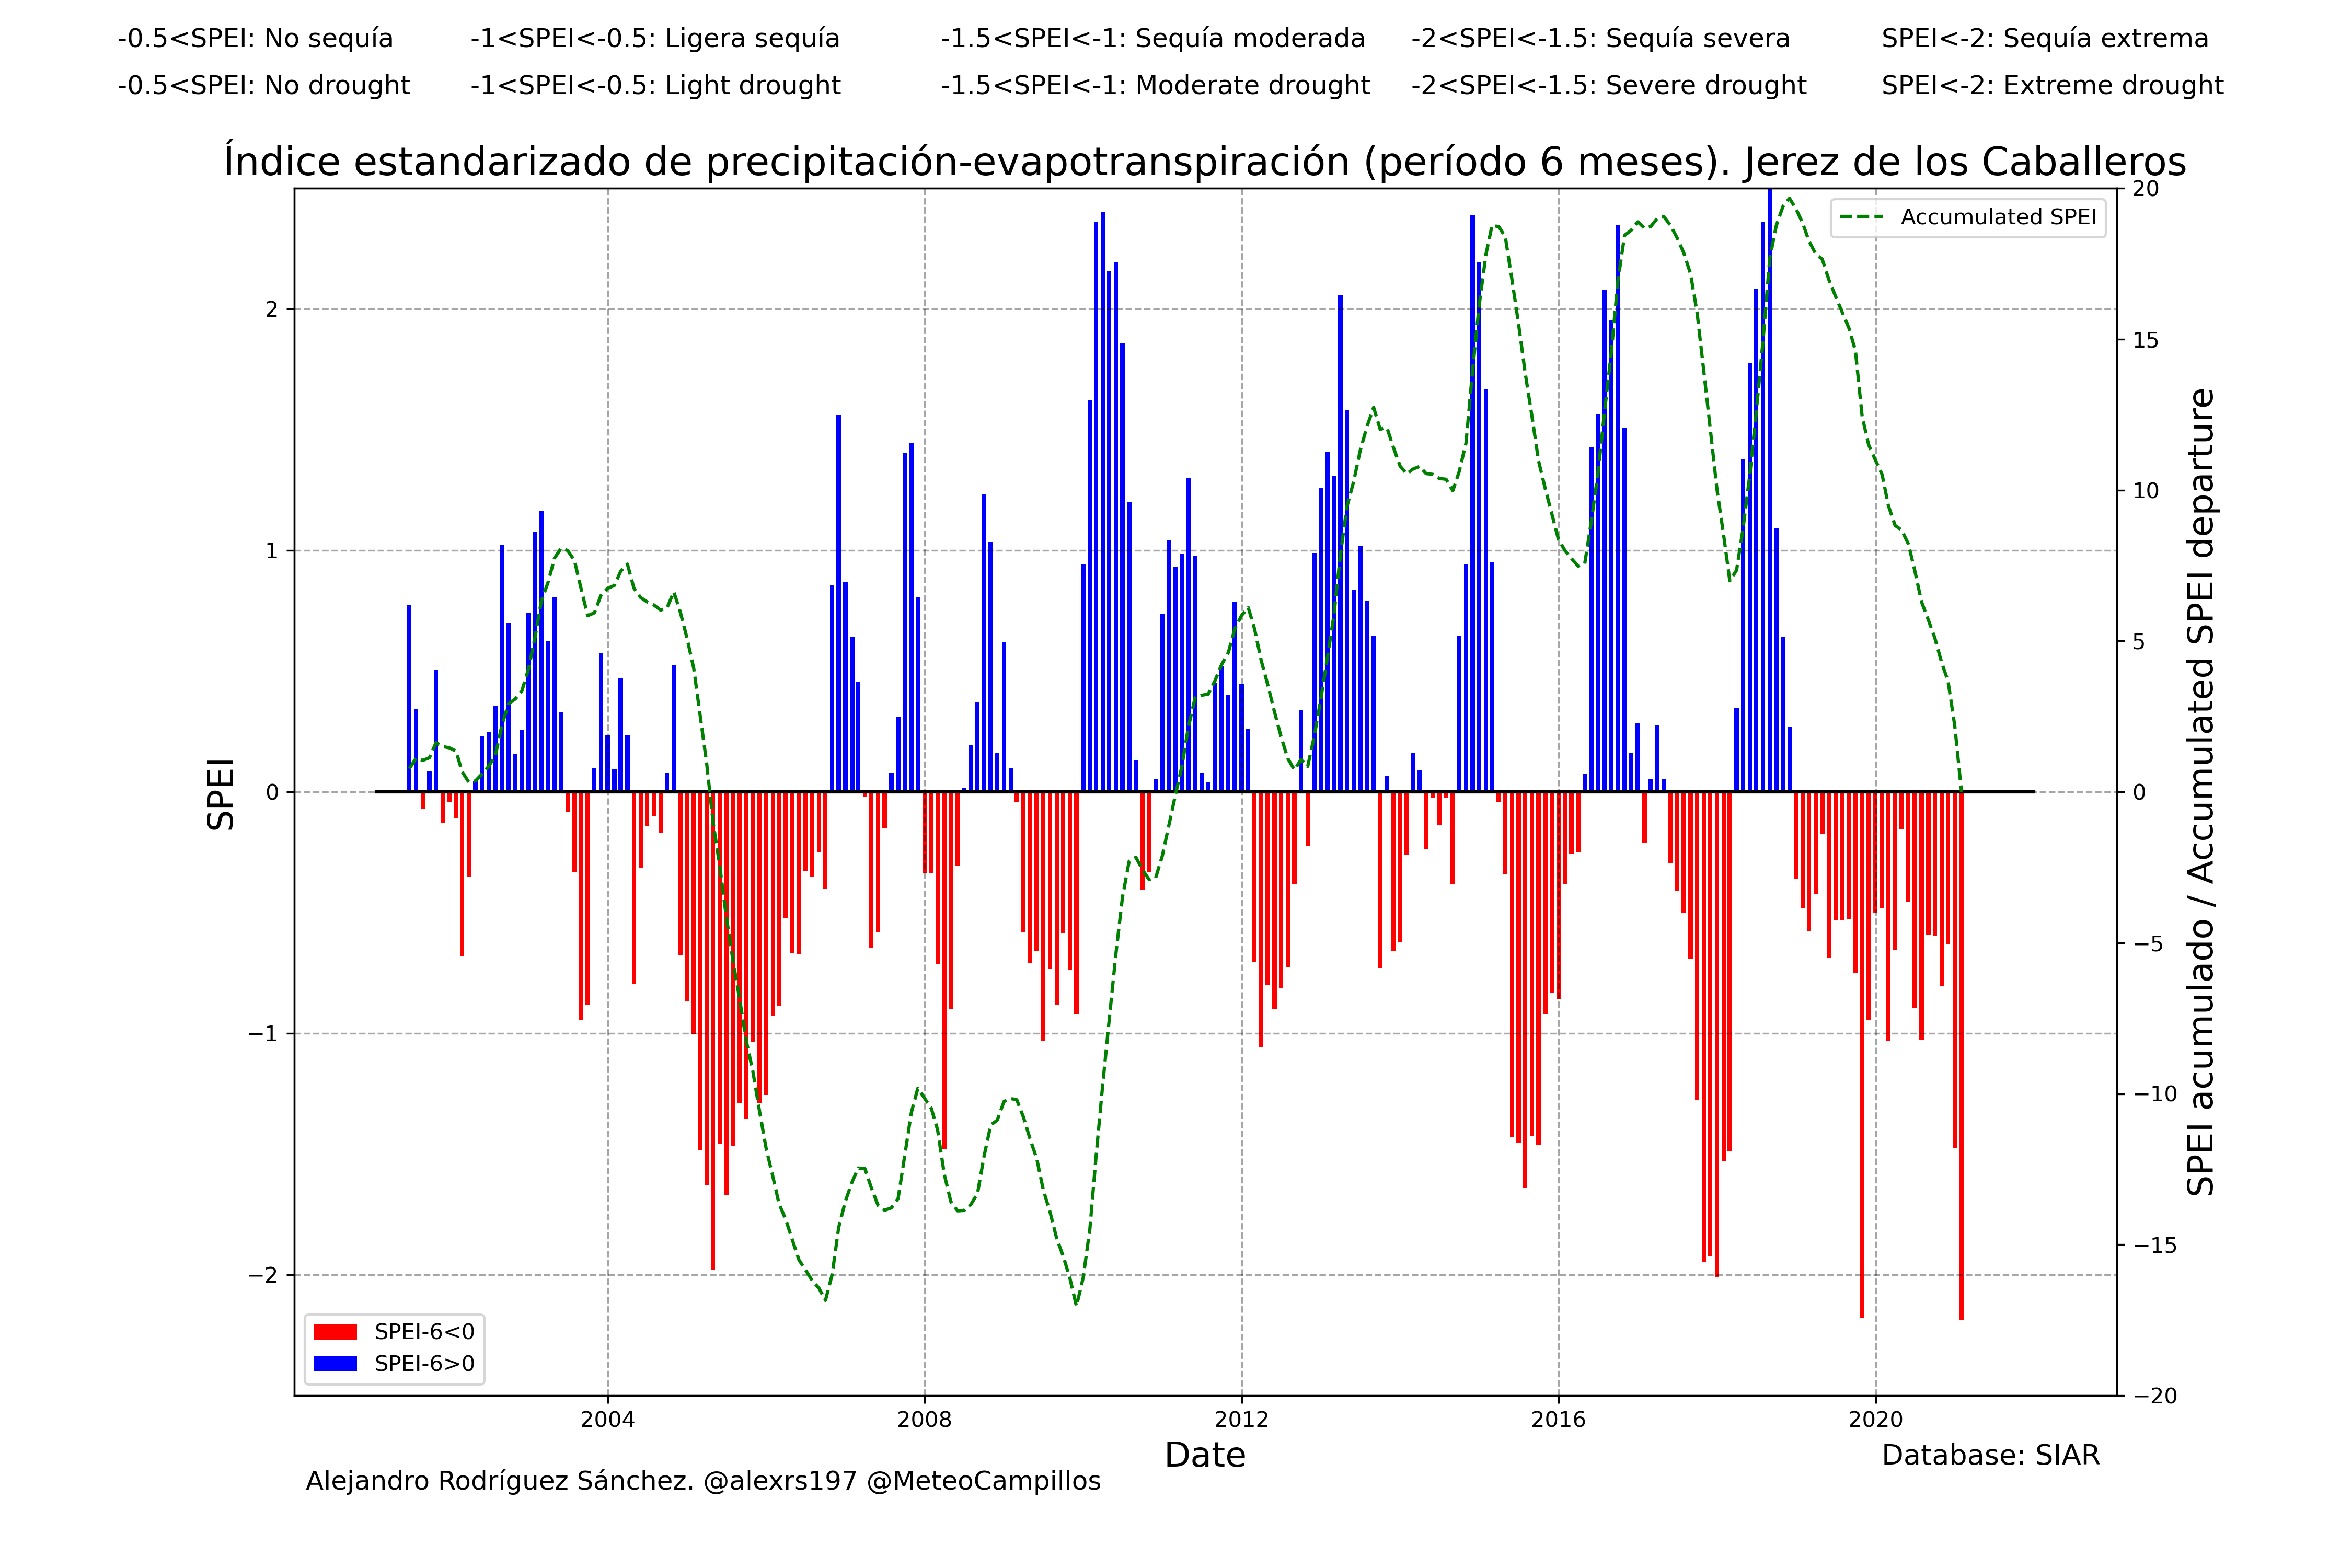 -0.5<SPEI: No sequía -1<SPEI<-0.5: Ligera sequía -1.5<SPEI<-1: Sequía moderada -2<SPEI<-1.5: Sequía severa SPEI<-2: Sequía extrema
-0.5<SPEI: No drought -1<SPEI<-0.5: Light drought -1.5<SPEI<-1: Moderate drought -2<SPEI<-1.5: Severe drought SPEI<-2: Extreme drought
Índice estandarizado de precipitación-evapotranspiración (período 6 meses). Jerez de los Caballeros
Accumulated SPEI
SPEI
2
1
0
−1
−2
20
15
10
5
0
−5
−10
−15
−20
SPEI acumulado / Accumulated SPEI departure
SPEI-6<0
SPEI-6>0
2004 2008 2012 2016 2020
Date
Database: SIAR
Alejandro Rodríguez Sánchez. @alexrs197 @MeteoCampillos